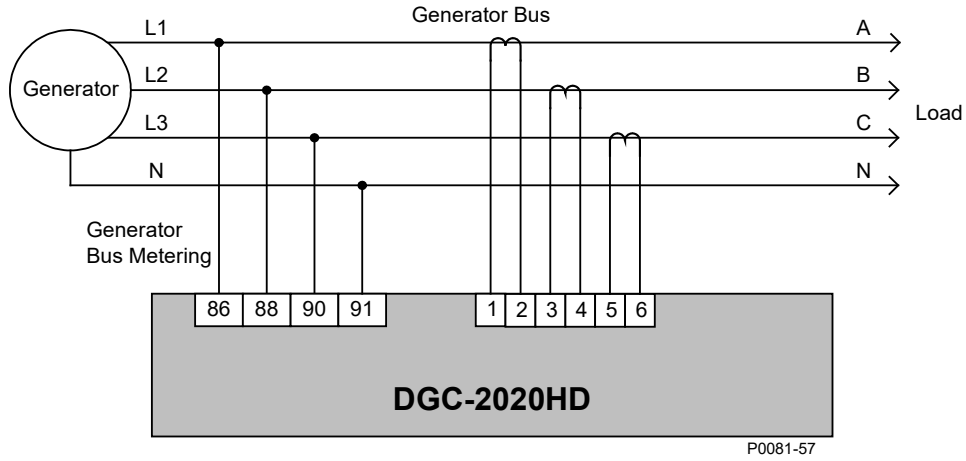 Generator Bus
L1
A
L2
B
Generator
L3
C
Load
N
N
Generator
Bus Metering
86 88 90 91 1 2 3 4 5 6
DGC-2020HD
P0081-57